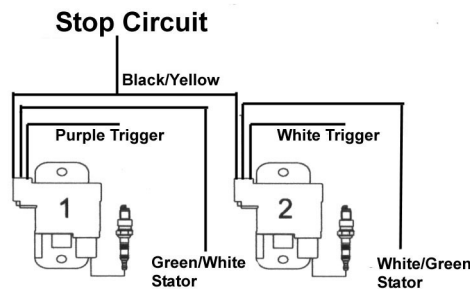 Stop Circuit
Black/Yellow
Purple Trigger
White Trigger
1
2
Green/White
Stator
White/Green
Stator